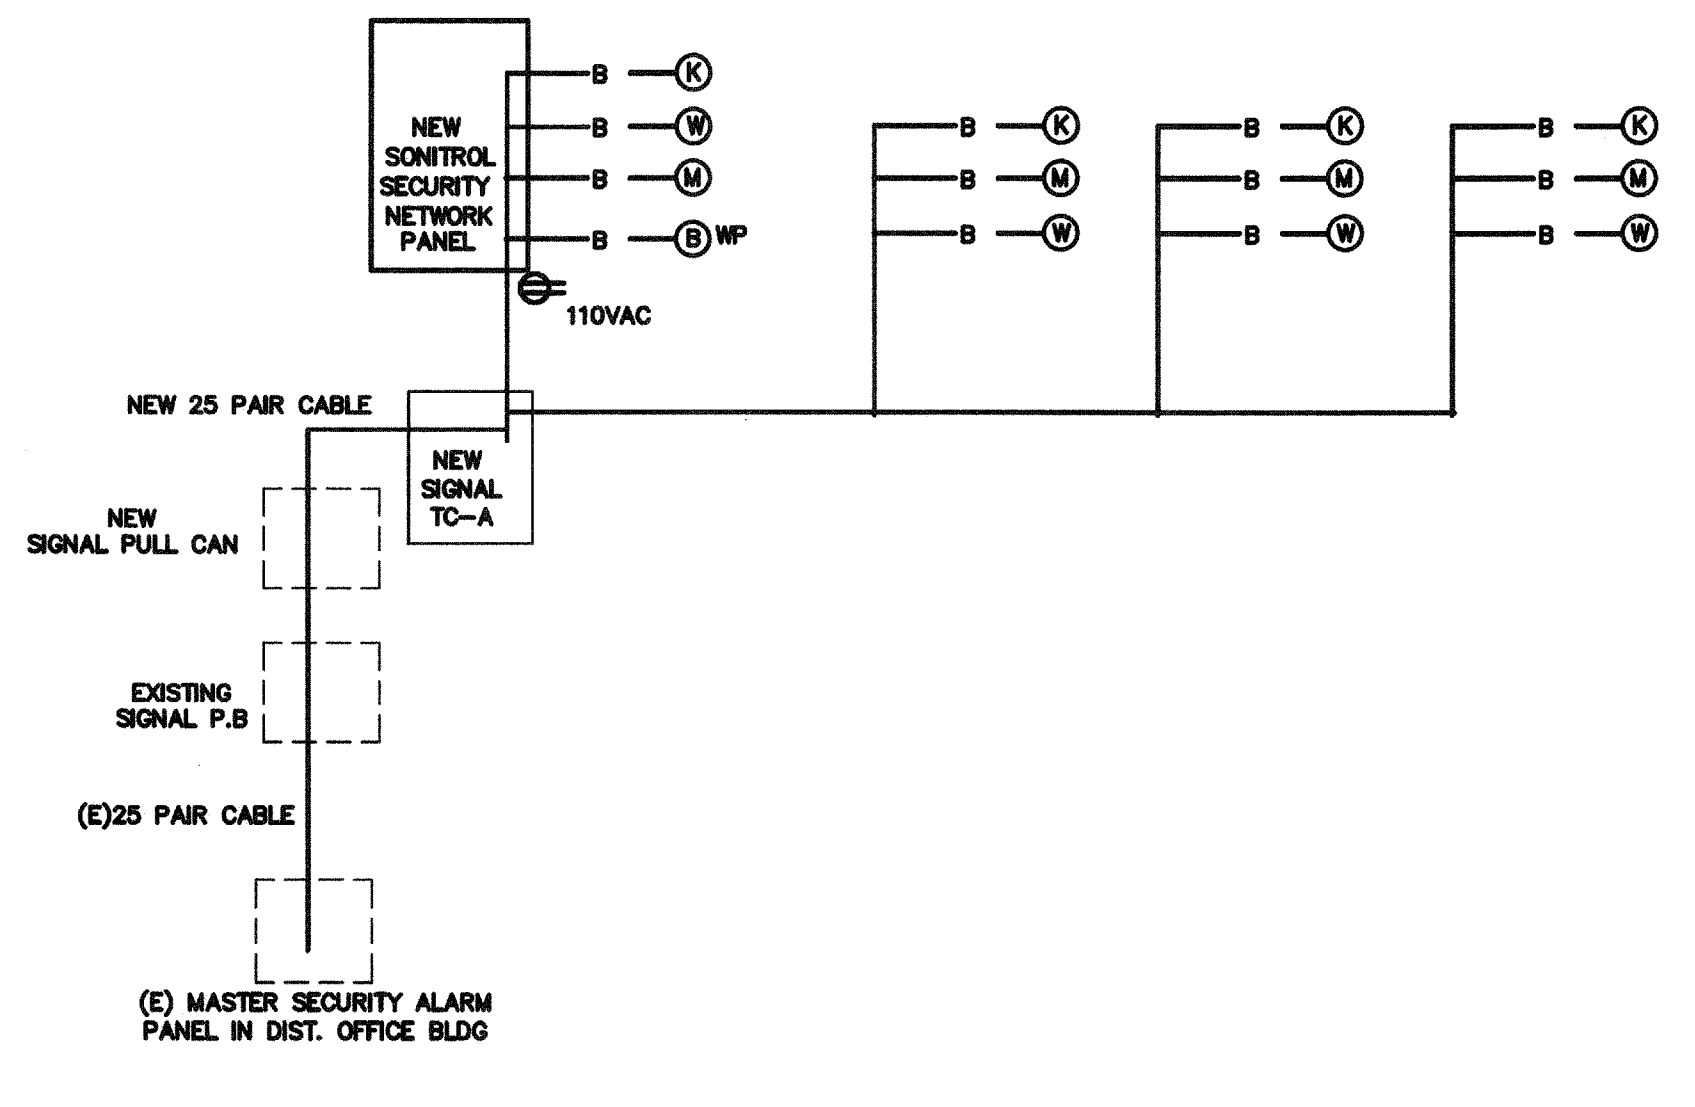 B K
B W
B M
B B WP
NEW
SONITROL
SECURITY
NETWORK
PANEL
110VAC
B K
B M
B W
B K
B M
B W
B K
B M
B W
NEW 25 PAIR CABLE
NEW
SIGNAL
TC-A
NEW
SIGNAL PULL CAN
EXISTING
SIGNAL P.B
(E)25 PAIR CABLE
(E) MASTER SECURITY ALARM
PANEL IN DIST. OFFICE BLDG